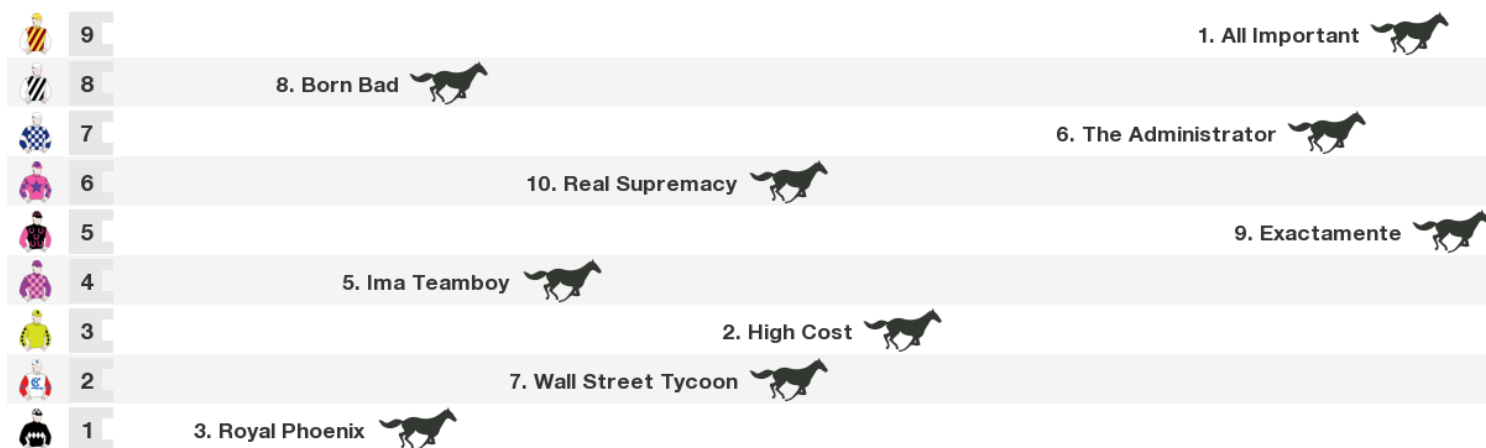 9 1. All Important
8 8. Born Bad
7 6. The Administrator
6 10. Real Supremacy
5 9. Exactamente
4 5. Ima Teamboy
3 2. High Cost
2 7. Wall Street Tycoon
1 3. Royal Phoenix